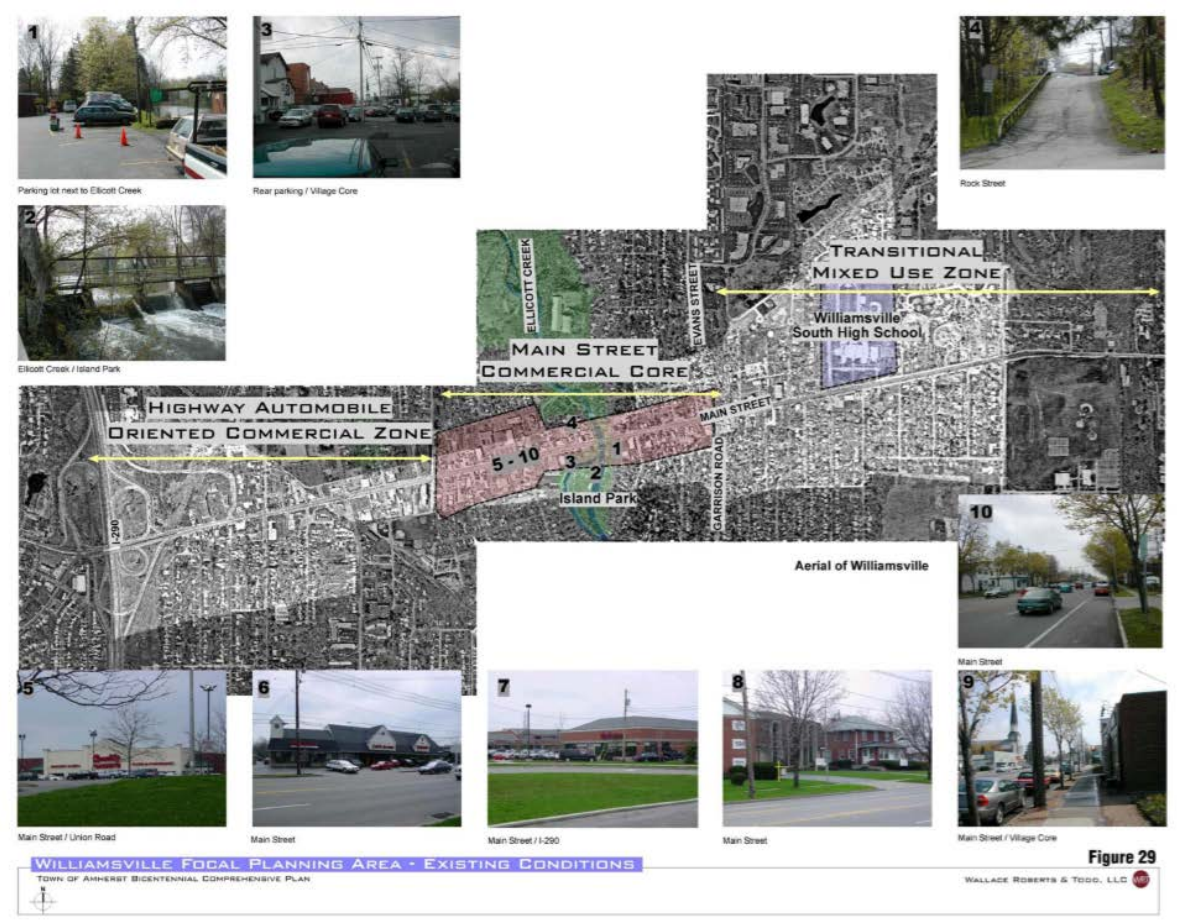 1
Parking lot next to Ellicott Creek
3
Rear parking / Village Core
4
Rock Street
2
Ellicott Creek / Island Park
ELLICOTT CREEK
EVANS STREET
TRANSITIONAL
MIXED USE ZONE
Williamsville
South High School
MAIN STREET
COMMERCIAL CORE
HIGHWAY AUTOMOBILE
ORIENTED COMMERCIAL ZONE
MAIN STREET
4
1
5 - 10
3
2
Island Park
GARRISON ROAD
I-290
Aerial of Williamsville
10
Main Street
5
Main Street / Union Road
6
Main Street
7
Main Street / I-290
8
Main Street
9
Main Street / Village Core
WILLIAMSVILLE FOCAL PLANNING AREA - EXISTING CONDITIONS
Figure 29
TOWN OF AMHERST BICENTENNIAL COMPREHENSIVE PLAN
WALLACE ROBERTS & TODD, LLC
N